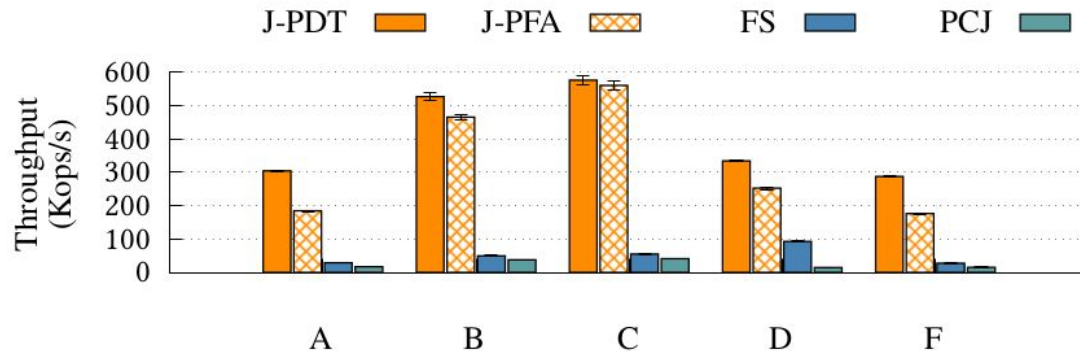 J-PDT J-PFA FS PCJ
Throughput
(Kops/s)
600
500
400
300
200
100
0
A B C D F